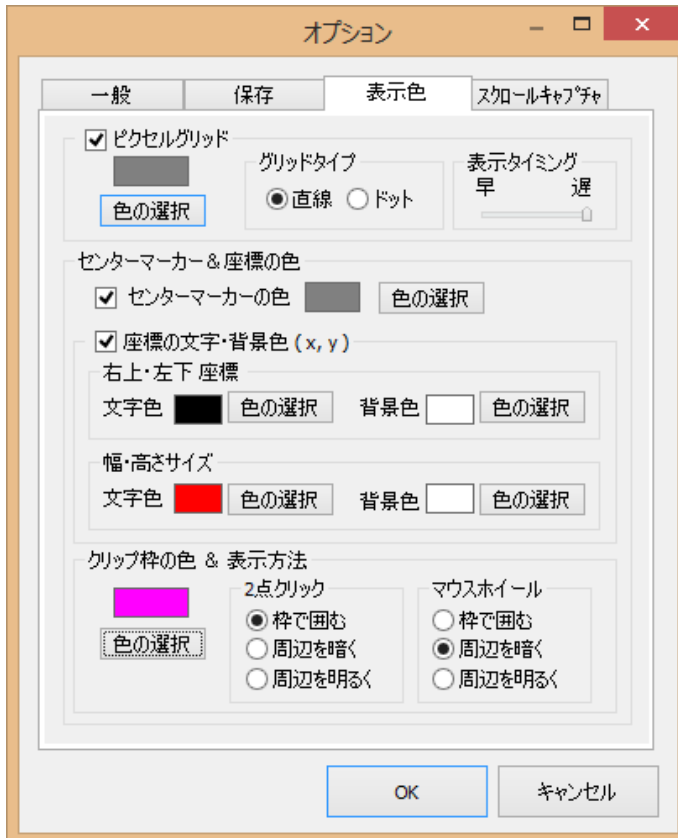 オプション
一般 保存 表示色 スクロールキャプチャ
ピクセルグリッド
色の選択
グリッドタイプ
直線 ドット
表示タイミング
早 遅
センターマーカー&座標の色
センターマーカーの色 色の選択
座標の文字・背景色 (x, y)
右上・左下 座標
文字色 色の選択 背景色 色の選択
幅・高さサイズ
文字色 色の選択 背景色 色の選択
クリップ枠の色 & 表示方法
色の選択
2点クリック
枠で囲む
周辺を暗く
周辺を明るく
マウスホイール
枠で囲む
周辺を暗く
周辺を明るく
OK キャンセル